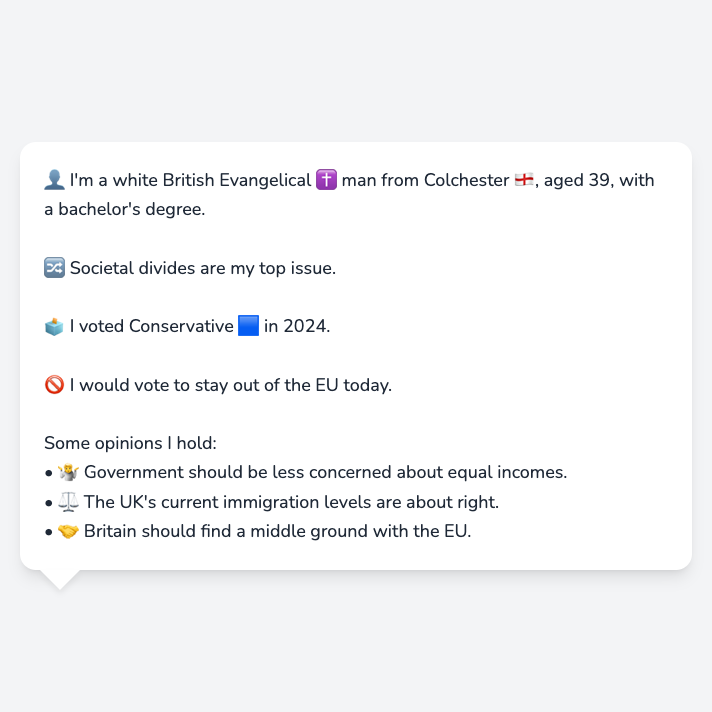 👤 I'm a white British Evangelical ✝️ man from Colchester 🏴󠁧󠁢󠁥󠁮󠁧󠁿, aged 39, with
a bachelor's degree.
🔀 Societal divides are my top issue.
🗳️ I voted Conservative 🟦 in 2024.
🚫 I would vote to stay out of the EU today.
Some opinions I hold:
• 🤷 Government should be less concerned about equal incomes.
• ⚖️ The UK's current immigration levels are about right.
• 🤝 Britain should find a middle ground with the EU.